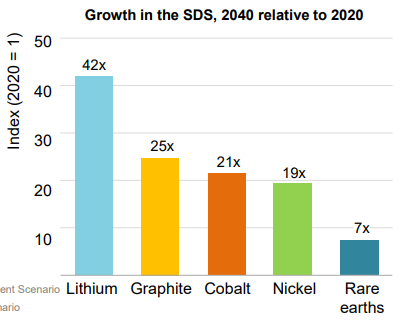 Growth in the SDS, 2040 relative to 2020
Index (2020 = 1)
50
40
30
20
10
42x
25x
21x
19x
7x
Lithium
Graphite
Cobalt
Nickel
Rare
earths
ent Scenario
nario